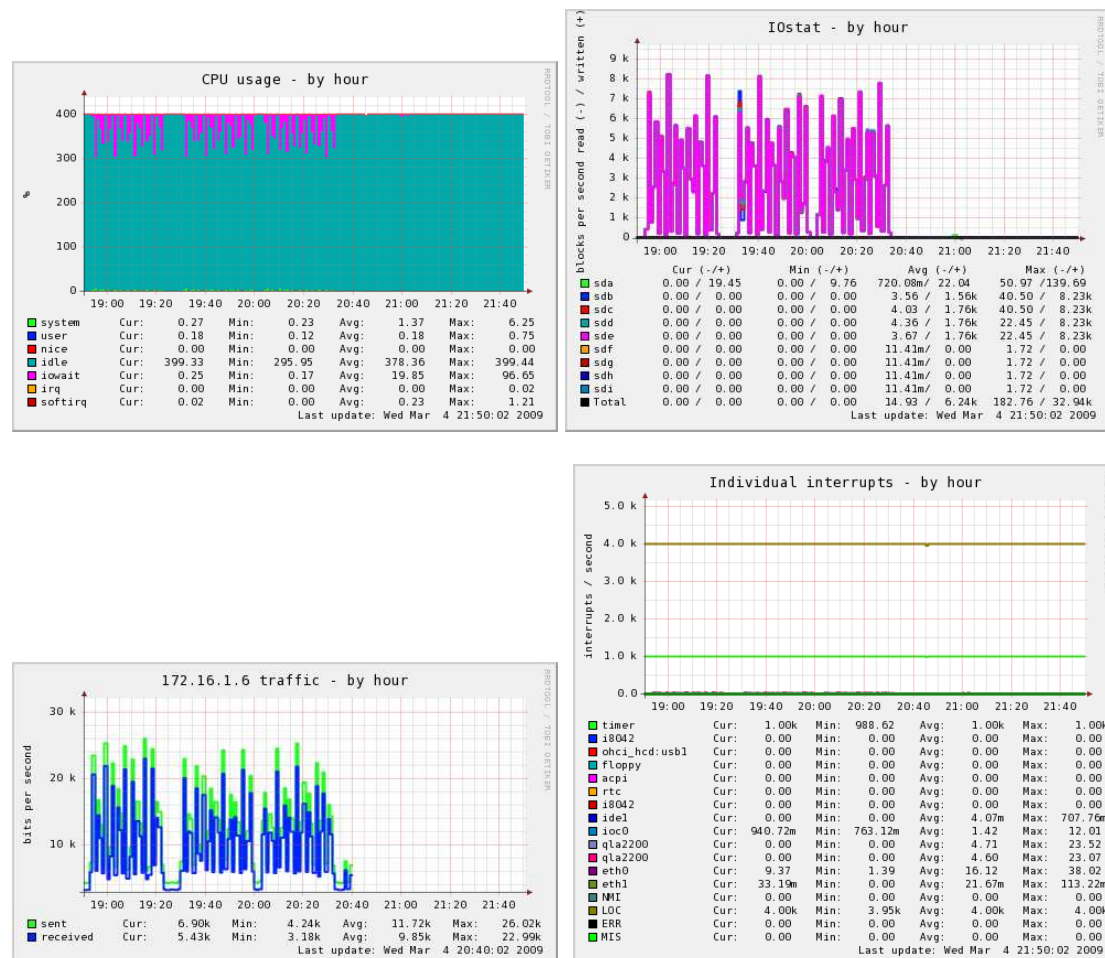 CPU usage - by hour
RRDTOOL / TOBI OETIKER
%
400
300
200
100
0
19:00 19:20 19:40 20:00 20:20 20:40 21:00 21:20 21:40
system Cur: 0.27 Min: 0.23 Avg: 1.37 Max: 6.25
user Cur: 0.18 Min: 0.12 Avg: 0.18 Max: 0.75
nice Cur: 0.00 Min: 0.00 Avg: 0.00 Max: 0.00
idle Cur: 399.33 Min: 295.95 Avg: 378.36 Max: 399.44
iowait Cur: 0.25 Min: 0.17 Avg: 19.85 Max: 96.65
irq Cur: 0.00 Min: 0.00 Avg: 0.00 Max: 0.02
softirq Cur: 0.02 Min: 0.00 Avg: 0.23 Max: 1.21
Last update: Wed Mar 4 21:50:02 2009
IOstat - by hour
RRDTOOL / TOBI OETIKER
blocks per second read (-) / written (+)
9 k
8 k
7 k
6 k
5 k
4 k
3 k
2 k
1 k
0
19:00 19:20 19:40 20:00 20:20 20:40 21:00 21:20 21:40
Cur (-/+) Min (-/+) Avg (-/+) Max (-/+)
sda 0.00 / 19.45 0.00 / 9.76 720.08m/ 22.04 50.97 /139.69
sdb 0.00 / 0.00 0.00 / 0.00 3.56 / 1.56k 40.50 / 8.23k
sdc 0.00 / 0.00 0.00 / 0.00 4.03 / 1.76k 40.50 / 8.23k
sdd 0.00 / 0.00 0.00 / 0.00 4.36 / 1.76k 22.45 / 8.23k
sde 0.00 / 0.00 0.00 / 0.00 3.67 / 1.76k 22.45 / 8.23k
sdf 0.00 / 0.00 0.00 / 0.00 11.41m/ 0.00 1.72 / 0.00
sdg 0.00 / 0.00 0.00 / 0.00 11.41m/ 0.00 1.72 / 0.00
sdh 0.00 / 0.00 0.00 / 0.00 11.41m/ 0.00 1.72 / 0.00
sdi 0.00 / 0.00 0.00 / 0.00 11.41m/ 0.00 1.72 / 0.00
Total 0.00 / 0.00 0.00 / 0.00 14.93 / 6.24k 182.76 / 32.94k
Last update: Wed Mar 4 21:50:02 2009
172.16.1.6 traffic - by hour
RRDTOOL / TOBI OETIKER
bits per second
30 k
20 k
10 k
19:00 19:20 19:40 20:00 20:20 20:40 21:00 21:20 21:40
sent Cur: 6.90k Min: 4.24k Avg: 11.72k Max: 26.02k
received Cur: 5.43k Min: 3.18k Avg: 9.85k Max: 22.99k
Last update: Wed Mar 4 20:40:02 2009
Individual interrupts - by hour
interrupts / second
5.0 k
4.0 k
3.0 k
2.0 k
1.0 k
0.0
19:00 19:20 19:40 20:00 20:20 20:40 21:00 21:20 21:40
timer Cur: 1.00k Min: 988.62 Avg: 1.00k Max: 1.00k
i8042 Cur: 0.00 Min: 0.00 Avg: 0.00 Max: 0.00
ohci_hcd:usb1 Cur: 0.00 Min: 0.00 Avg: 0.00 Max: 0.00
floppy Cur: 0.00 Min: 0.00 Avg: 0.00 Max: 0.00
acpi Cur: 0.00 Min: 0.00 Avg: 0.00 Max: 0.00
rtc Cur: 0.00 Min: 0.00 Avg: 0.00 Max: 0.00
i8042 Cur: 0.00 Min: 0.00 Avg: 0.00 Max: 0.00
ide1 Cur: 0.00 Min: 0.00 Avg: 4.07m Max: 707.76m
ioc0 Cur: 940.72m Min: 763.12m Avg: 1.42 Max: 12.01
qla2200 Cur: 0.00 Min: 0.00 Avg: 4.71 Max: 23.52
qla2200 Cur: 0.00 Min: 0.00 Avg: 4.60 Max: 23.07
eth0 Cur: 9.37 Min: 1.39 Avg: 16.12 Max: 38.02
eth1 Cur: 33.19m Min: 0.00 Avg: 21.67m Max: 113.22m
NMI Cur: 0.00 Min: 0.00 Avg: 0.00 Max: 0.00
LOC Cur: 4.00k Min: 3.95k Avg: 4.00k Max: 4.00k
ERR Cur: 0.00 Min: 0.00 Avg: 0.00 Max: 0.00
MIS Cur: 0.00 Min: 0.00 Avg: 0.00 Max: 0.00
Last update: Wed Mar 4 21:50:02 2009